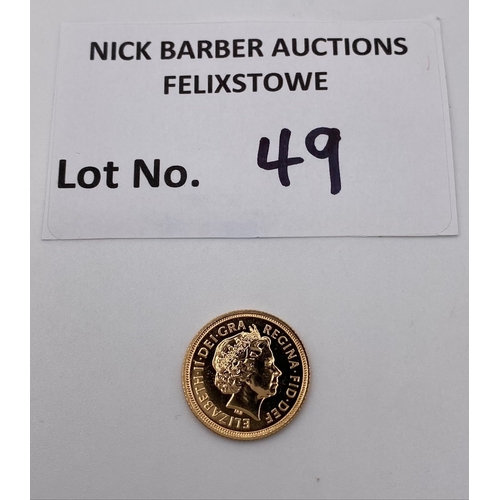 NICK BARBER AUCTIONS
FELIXSTOWE
Lot No. 49
ELIZABETH·II·DEI·GRA REGINA·FID·DEF